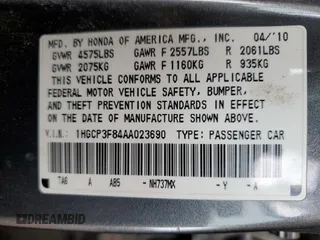 MFD. BY HONDA OF AMERICA MFG., INC. 04/'10
GVWR 4575LBS GAWR F 2557LBS R 2061LBS
GVWR 2075KG GAWR F 1160KG R 935KG
THIS VEHICLE CONFORMS TO ALL APPLICABLE
FEDERAL MOTOR VEHICLE SAFETY, BUMPER,
AND THEFT PREVENTION STANDARDS IN EFFECT
ON THE DATE OF MANUFACTURE SHOWN ABOVE.
V.I.N.: 1HGCP3F84AA023690 TYPE: PASSENGER CAR
TA6 A AB5 - NH737MX - Y - A
DREAMBID